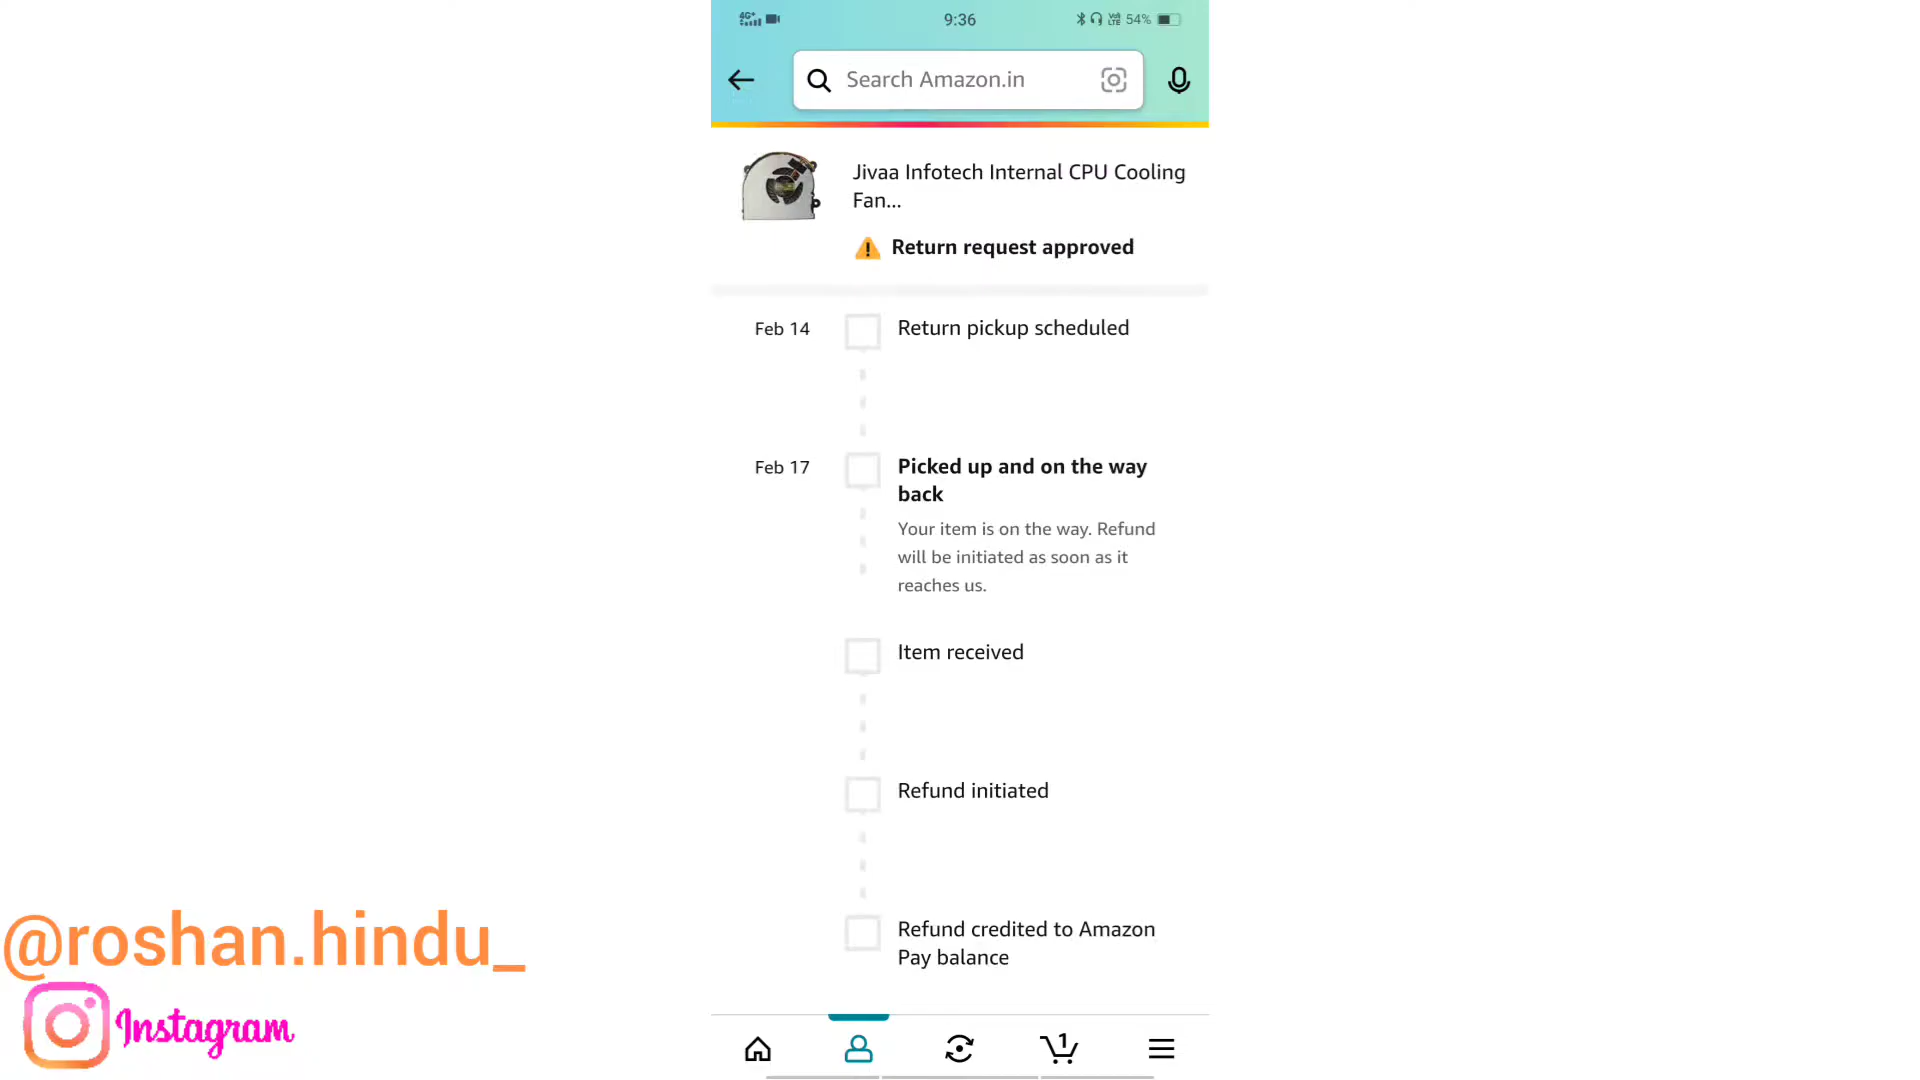 4G+
9:36
Vo)
LTE
54%
Search Amazon.in
Jivaa Infotech Internal CPU Cooling
Fan...
Return request approved
Feb 14
Return pickup scheduled
Feb 17
Picked up and on the way
back
Your item is on the way. Refund
will be initiated as soon as it
reaches us.
Item received
Refund initiated
Refund credited to Amazon
Pay balance
1
@roshan.hindu_
Instagram